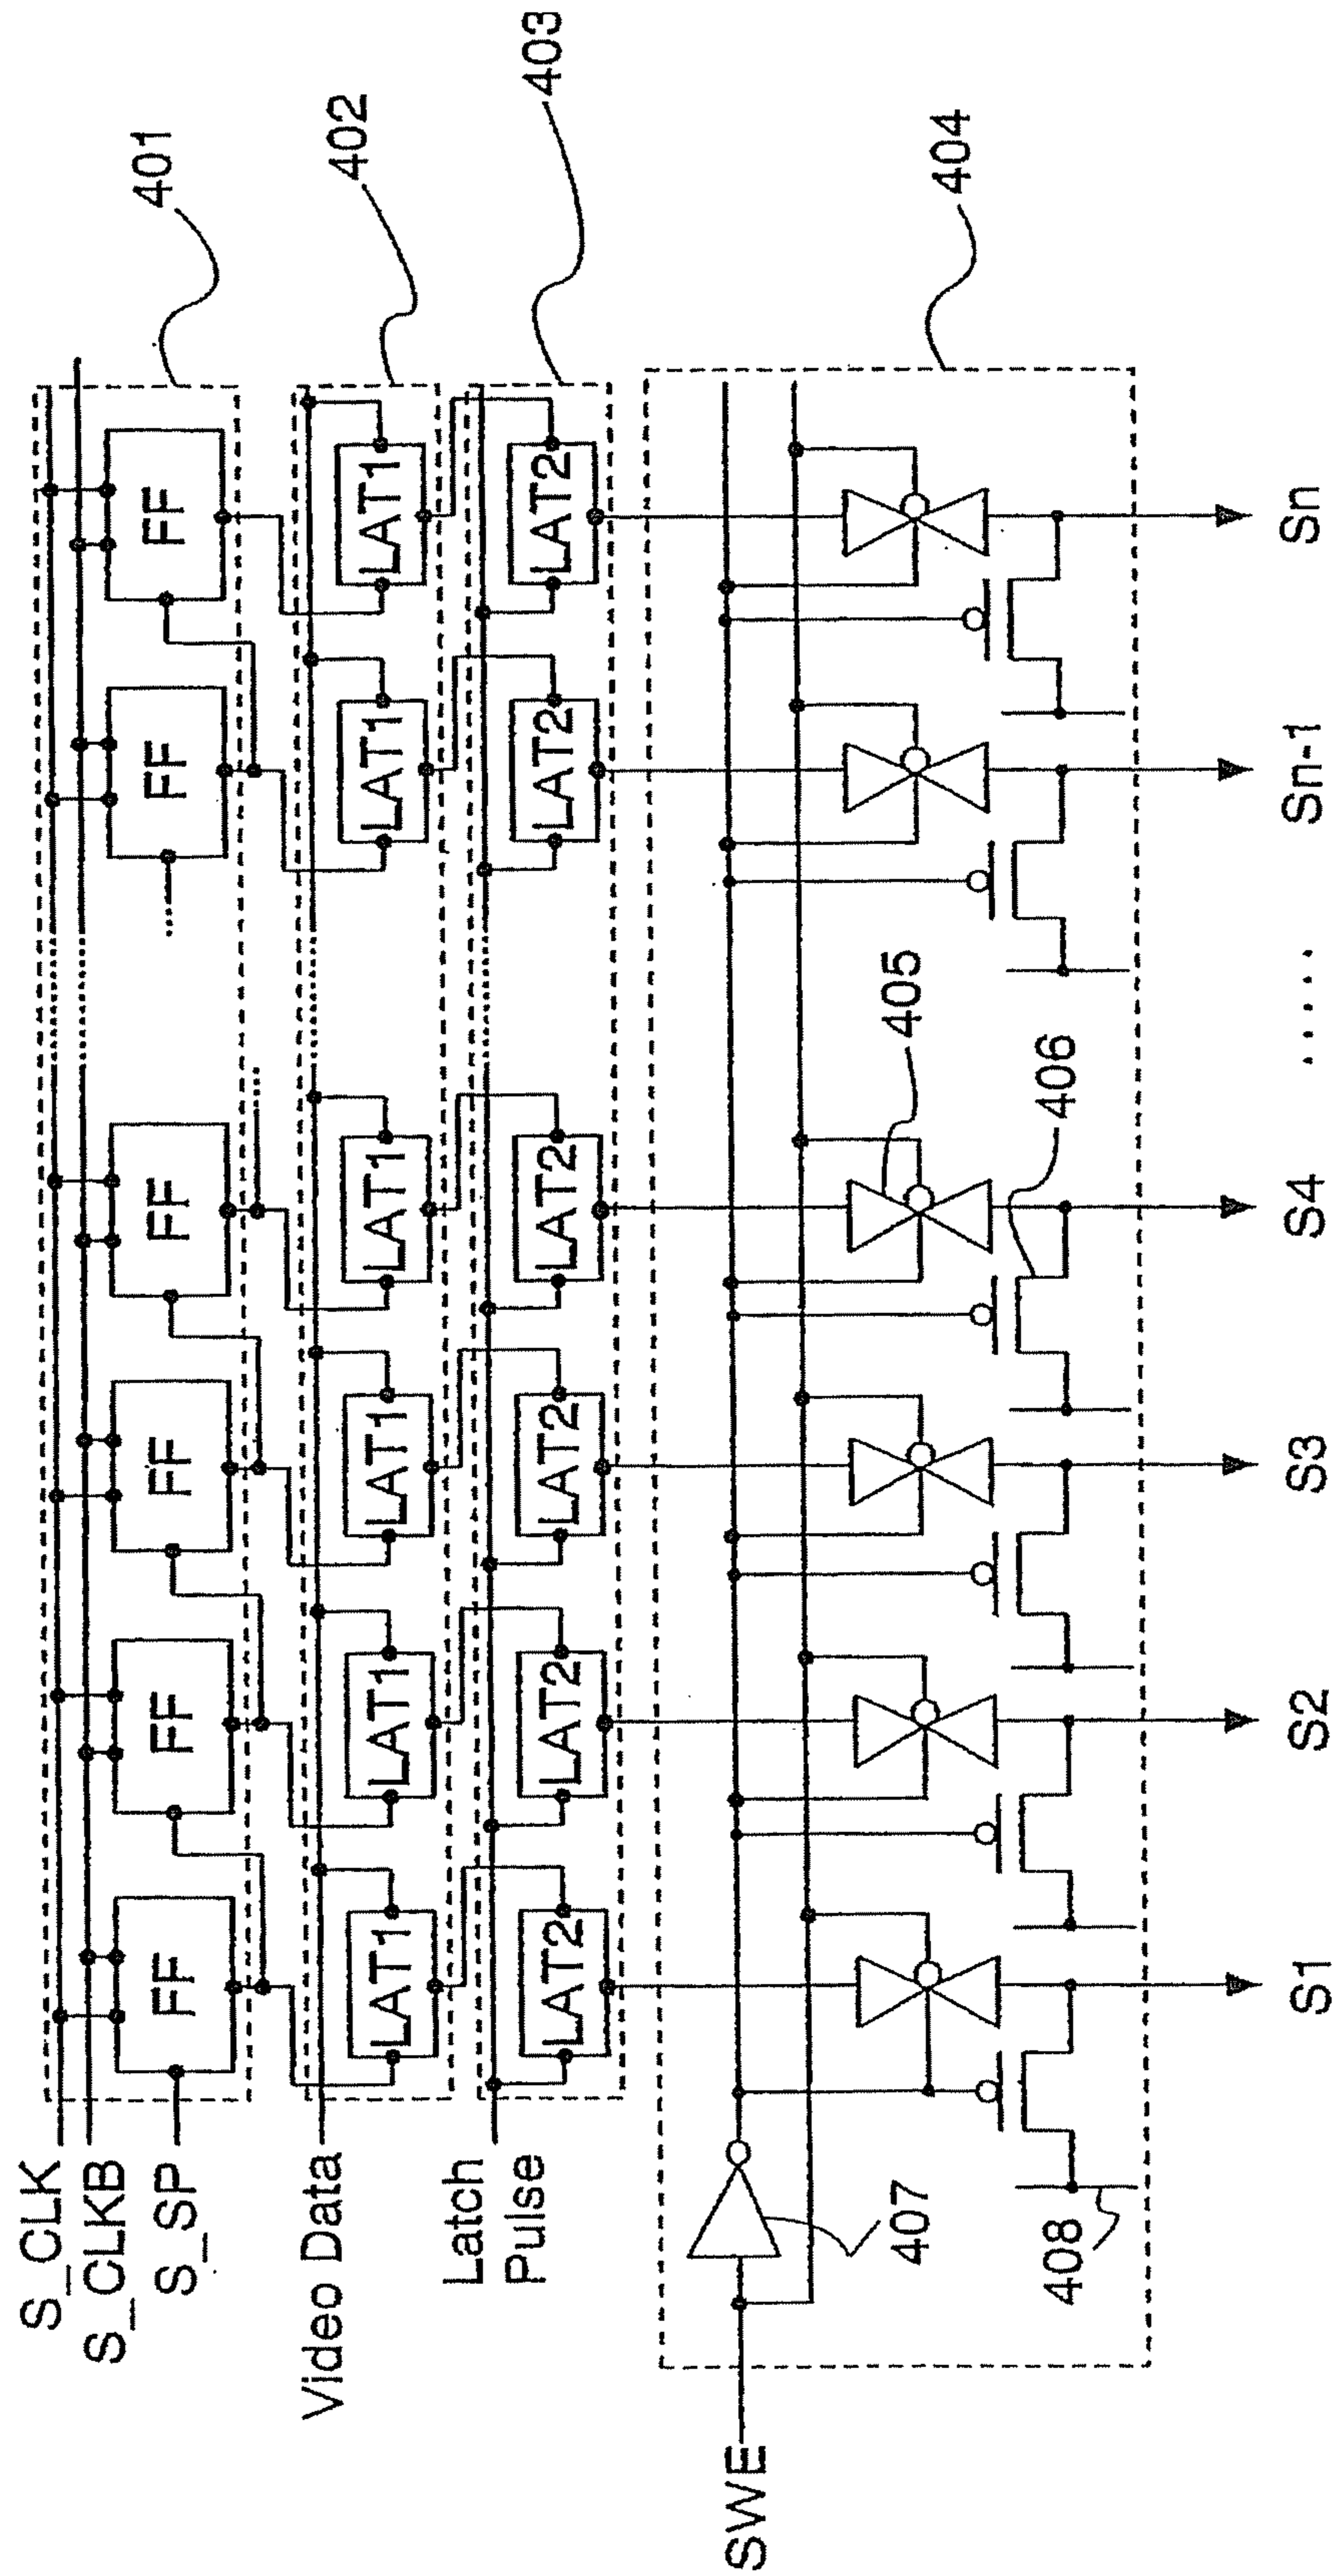 401
402
403
404
S_CLK
S_CLKB
S_SP
FF FF FF FF FF FF
Video Data
LAT1 LAT1 LAT1 LAT1 LAT1 LAT1
Latch
Pulse
LAT2 LAT2 LAT2 LAT2 LAT2 LAT2
SWE
407
405
406
408
S1 S2 S3 S4 ..... Sn-1 Sn